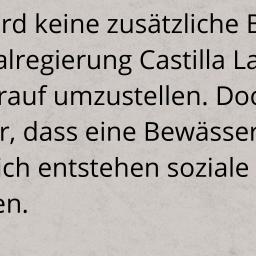 rd keine zusätzliche B
alregierung Castilla La
rauf umzustellen. Doc
r, dass eine Bewässer
ich entstehen soziale
en.